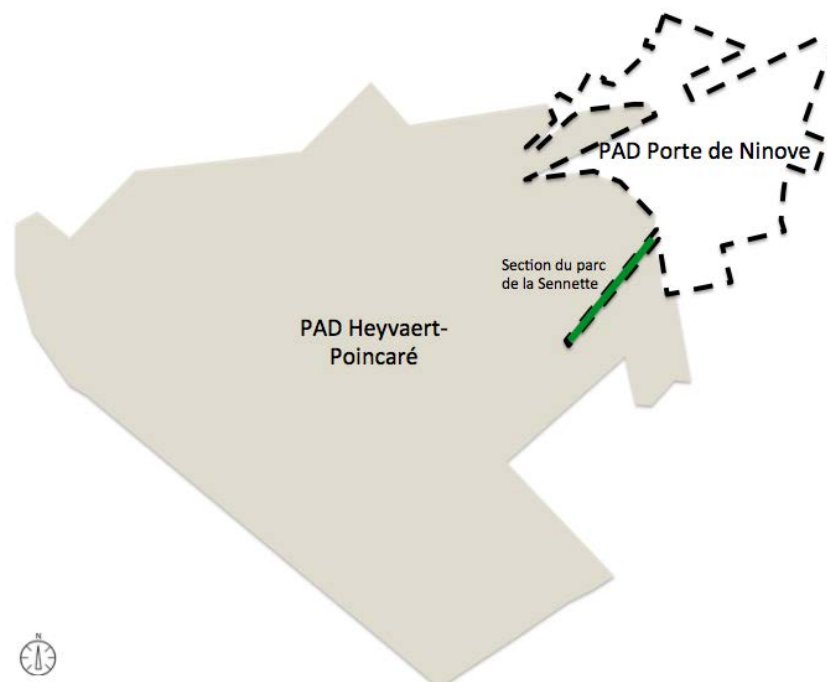 PAD Porte de Ninove
Section du parc
de la Sennette
PAD Heyvaert-
Poincaré
N